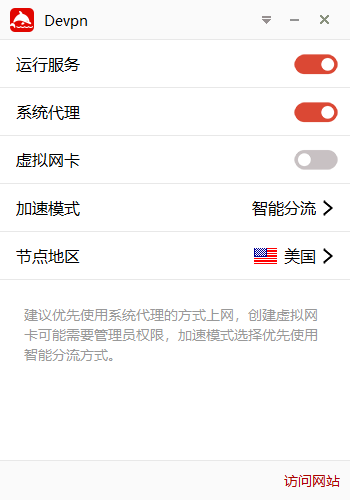 Devpn
运行服务
系统代理
虚拟网卡
加速模式 智能分流
节点地区 美国
建议优先使用系统代理的方式上网，创建虚拟网
卡可能需要管理员权限，加速模式选择优先使用
智能分流方式。
访问网站